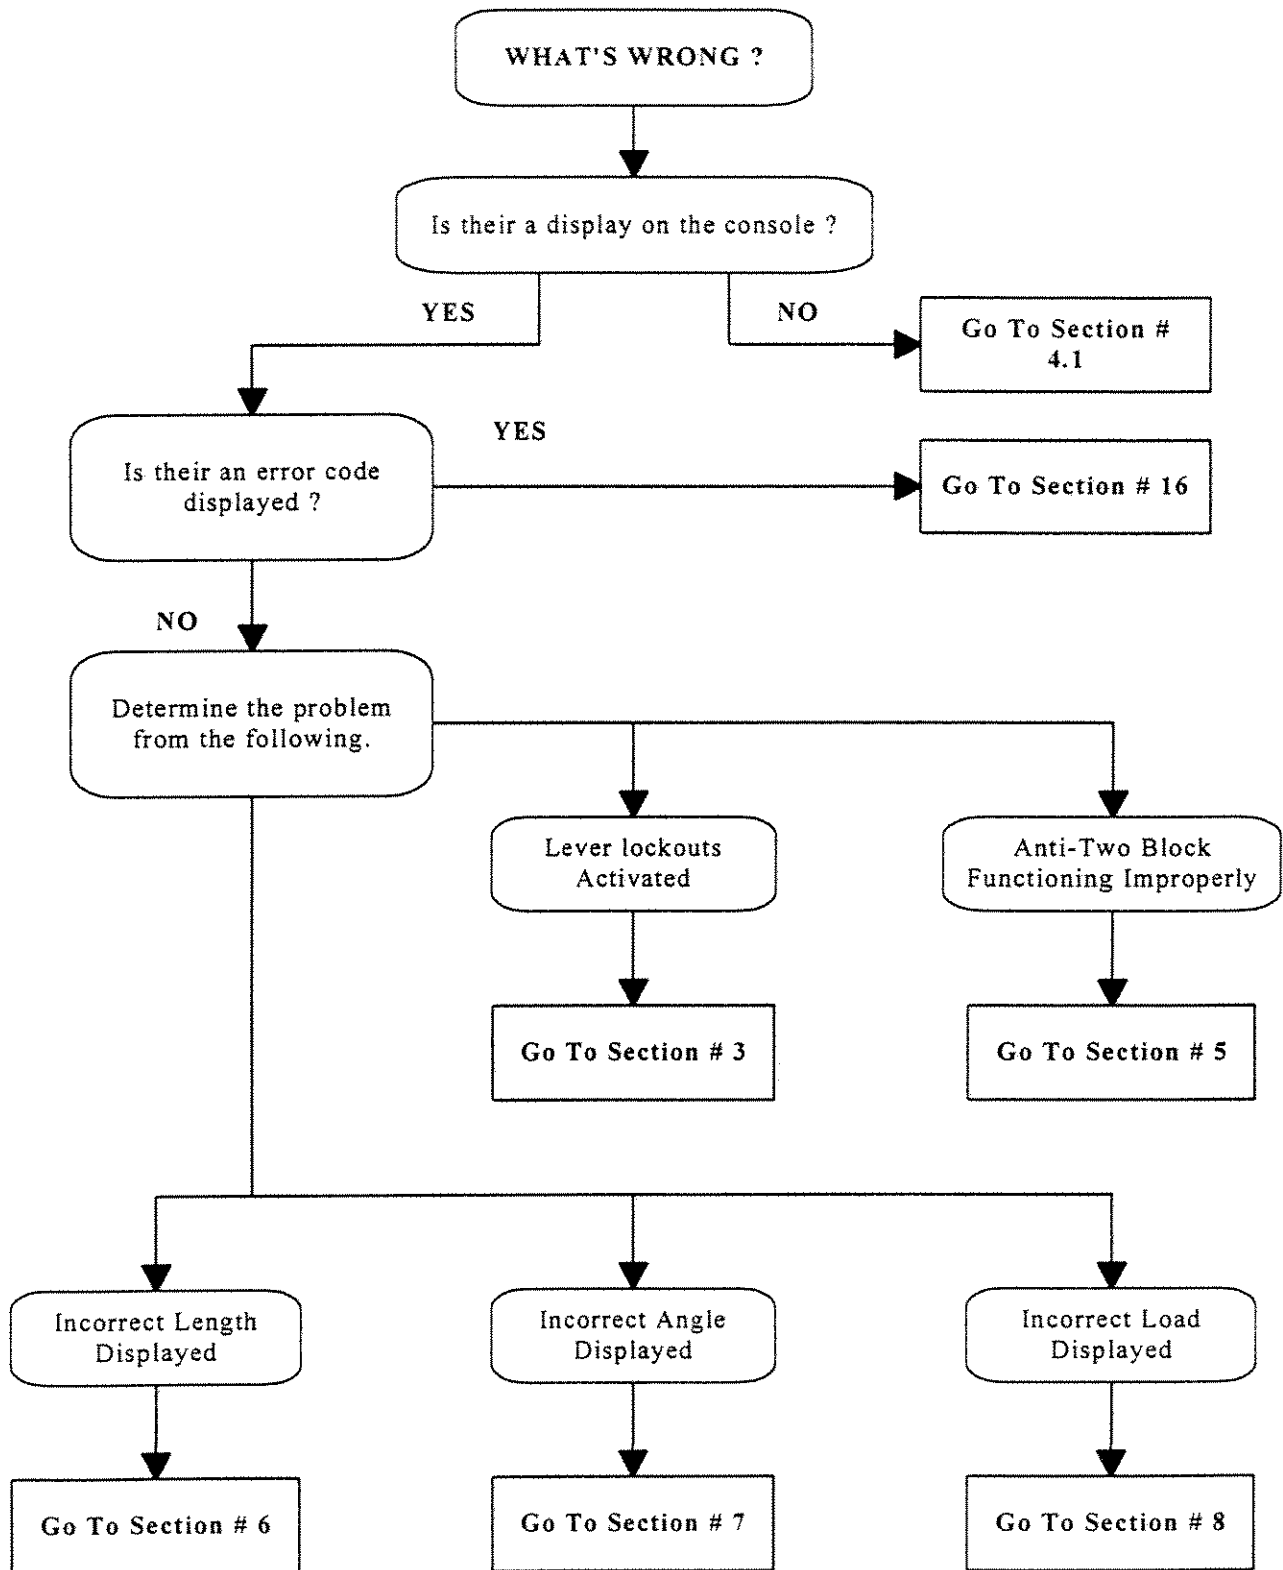 WHAT'S WRONG ?
Is their a display on the console ?
YES
NO
Go To Section #
4.1
YES
Is their an error code
displayed ?
Go To Section # 16
NO
Determine the problem
from the following.
Lever lockouts
Activated
Anti-Two Block
Functioning Improperly
Go To Section # 3
Go To Section # 5
Incorrect Length
Displayed
Incorrect Angle
Displayed
Incorrect Load
Displayed
Go To Section # 6
Go To Section # 7
Go To Section # 8